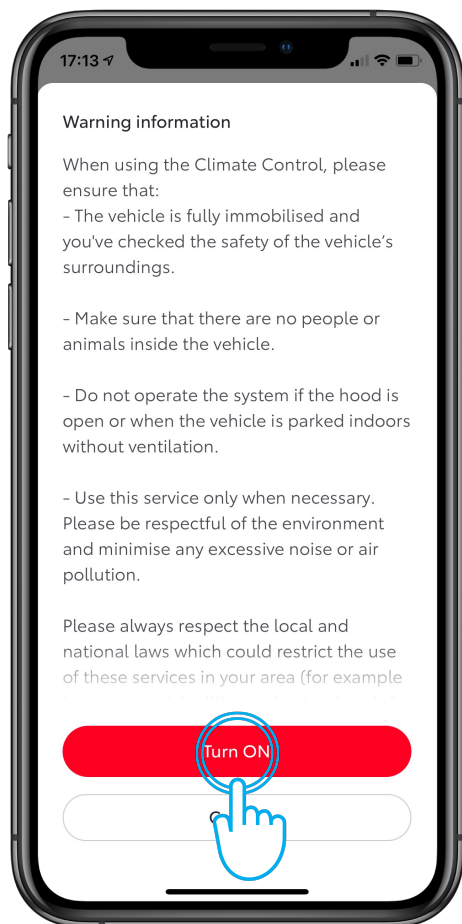 17:13
Warning information
When using the Climate Control, please
ensure that:
- The vehicle is fully immobilised and
you've checked the safety of the vehicle's
surroundings.
- Make sure that there are no people or
animals inside the vehicle.
- Do not operate the system if the hood is
open or when the vehicle is parked indoors
without ventilation.
- Use this service only when necessary.
Please be respectful of the environment
and minimise any excessive noise or air
pollution.
Please always respect the local and
national laws which could restrict the use
of these services in your area (for example
Turn ON